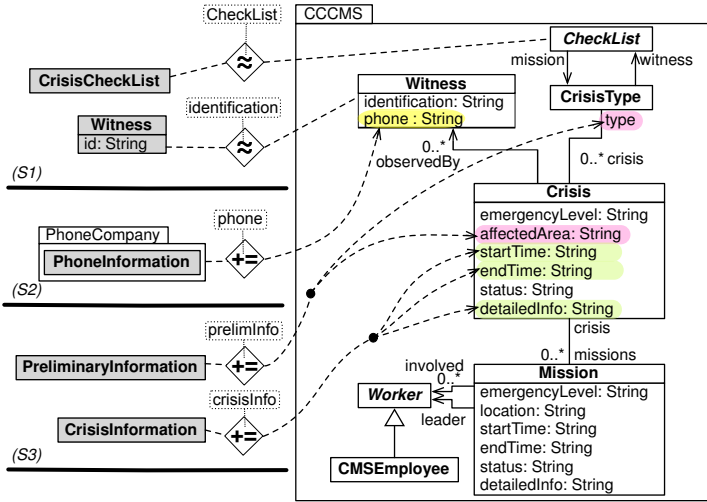 CheckList
≈
CrisisCheckList
Witness
id: String
identification
≈
(S1)
phone
PhoneCompany
PhoneInformation
+=
(S2)
prelimInfo
PreliminaryInformation
+=
crisisInfo
CrisisInformation
+=
(S3)
CCCMS
CheckList
mission
witness
CrisisType
type
Witness
identification: String
phone : String
0..*
observedBy
0..* crisis
Crisis
emergencyLevel: String
affectedArea: String
startTime: String
endTime: String
status: String
detailedInfo: String
crisis
0..* missions
involved
0..*
Worker
leader
CMSEmployee
Mission
emergencyLevel: String
location: String
startTime: String
endTime: String
status: String
detailedInfo: String